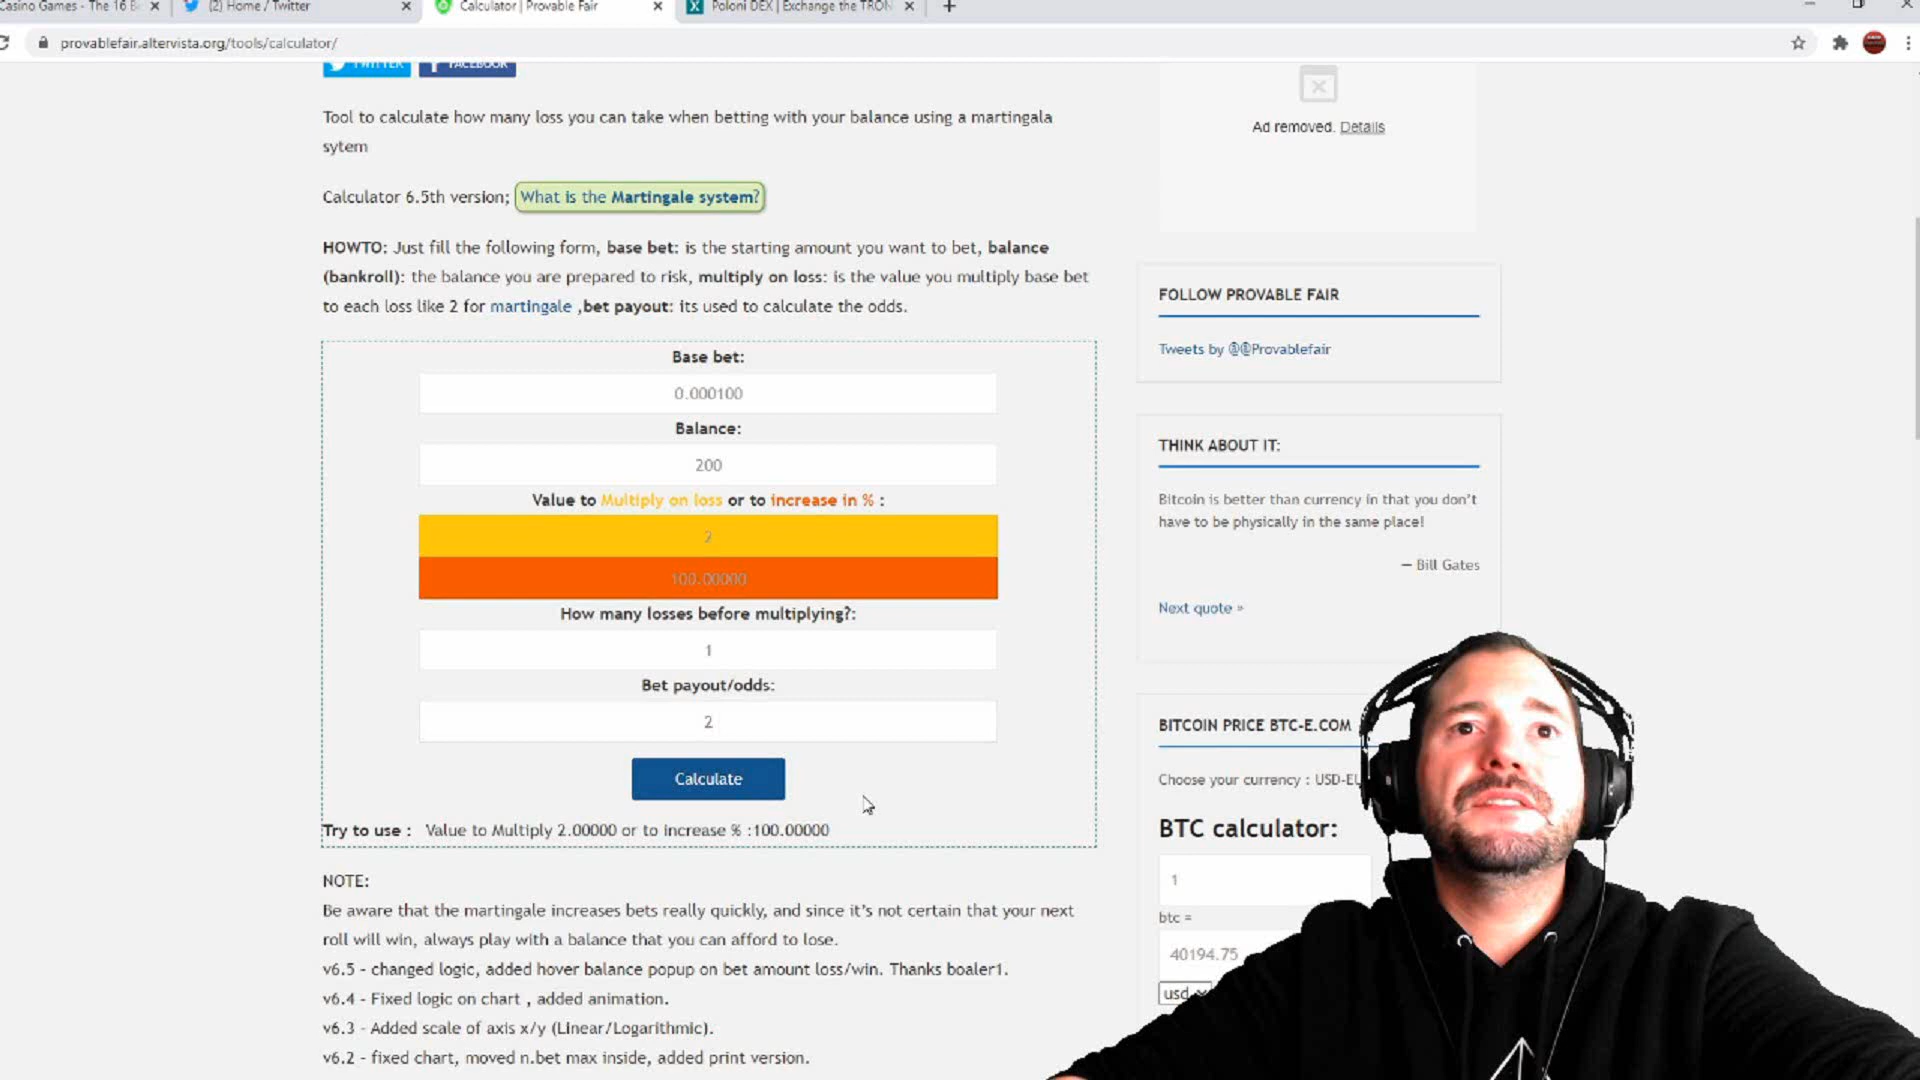 Casino Games - The 16 B
(2) Home / Twitter
Calculator | Provable Fair
Poloni DEX | Exchange the TRON
provablefair.altervista.org/tools/calculator/
TWITTER
FACEBOOK
Tool to calculate how many loss you can take when betting with your balance using a martingala
sytem
Calculator 6.5th version; What is the Martingale system?
HOWTO: Just fill the following form, base bet: is the starting amount you want to bet, balance
(bankroll): the balance you are prepared to risk, multiply on loss: is the value you multiply base bet
to each loss like 2 for martingale ,bet payout: its used to calculate the odds.
Base bet:
0.000100
Balance:
200
Value to Multiply on loss or to increase in % :
2
100.00000
How many losses before multiplying?:
1
Bet payout/odds:
2
Calculate
Try to use : Value to Multiply 2.00000 or to increase % :100.00000
NOTE:
Be aware that the martingale increases bets really quickly, and since it's not certain that your next
roll will win, always play with a balance that you can afford to lose.
v6.5 - changed logic, added hover balance popup on bet amount loss/win. Thanks boaler1.
v6.4 - Fixed logic on chart , added animation.
v6.3 - Added scale of axis x/y (Linear/Logarithmic).
v6.2 - fixed chart, moved n.bet max inside, added print version.
Ad removed. Details
FOLLOW PROVABLE FAIR
Tweets by @@Provablefair
THINK ABOUT IT:
Bitcoin is better than currency in that you don't
have to be physically in the same place!
— Bill Gates
Next quote »
BITCOIN PRICE BTC-E.COM
Choose your currency : USD-EU
BTC calculator:
1
btc =
40194.75
usd